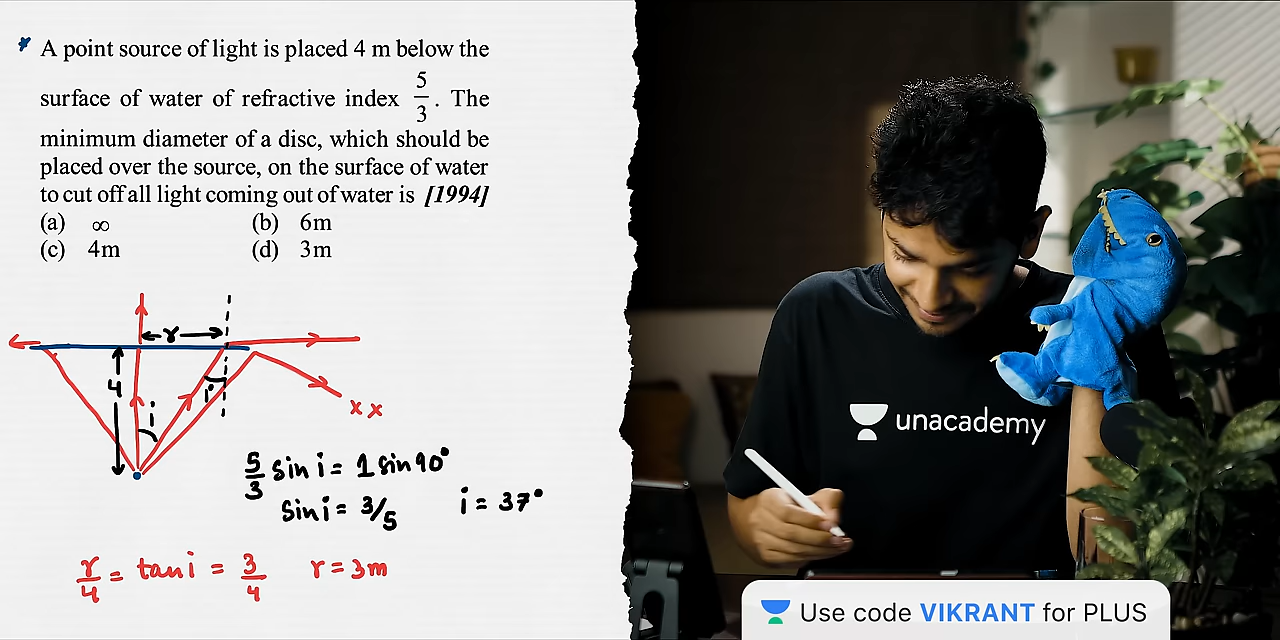 * A point source of light is placed 4 m below the
surface of water of refractive index 5/3. The
minimum diameter of a disc, which should be
placed over the source, on the surface of water
to cut off all light coming out of water is [1994]
(a) ∞ (b) 6m
(c) 4m (d) 3m
r
4
i
i
x x
5/3 sin i = 1 sin 90°
sin i = 3/5 i = 37°
r/4 = tan i = 3/4 r = 3m
unacademy
Use code VIKRANT for PLUS